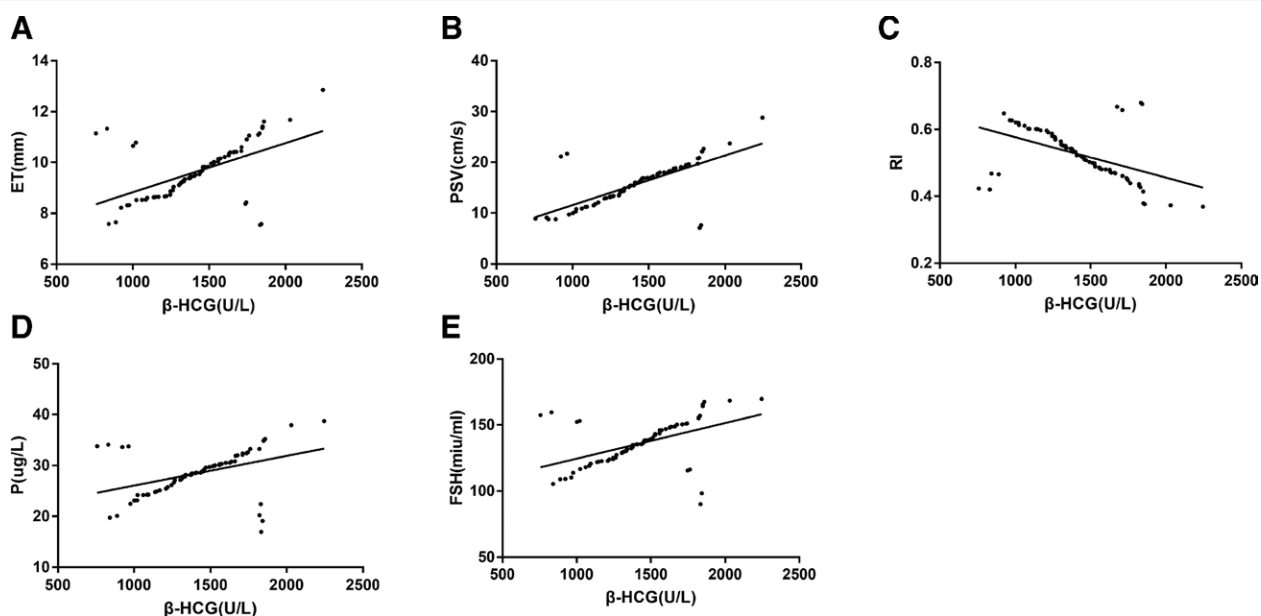 A
ET(mm)
14
12
10
8
6
500 1000 1500 2000 2500
β-HCG(U/L)
B
PSV(cm/s)
40
30
20
10
0
500 1000 1500 2000 2500
β-HCG(U/L)
C
RI
0.8
0.6
0.4
0.2
500 1000 1500 2000 2500
β-HCG(U/L)
D
P(ug/L)
50
40
30
20
10
500 1000 1500 2000 2500
β-HCG(U/L)
E
FSH(miu/ml)
200
150
100
50
500 1000 1500 2000 2500
β-HCG(U/L)